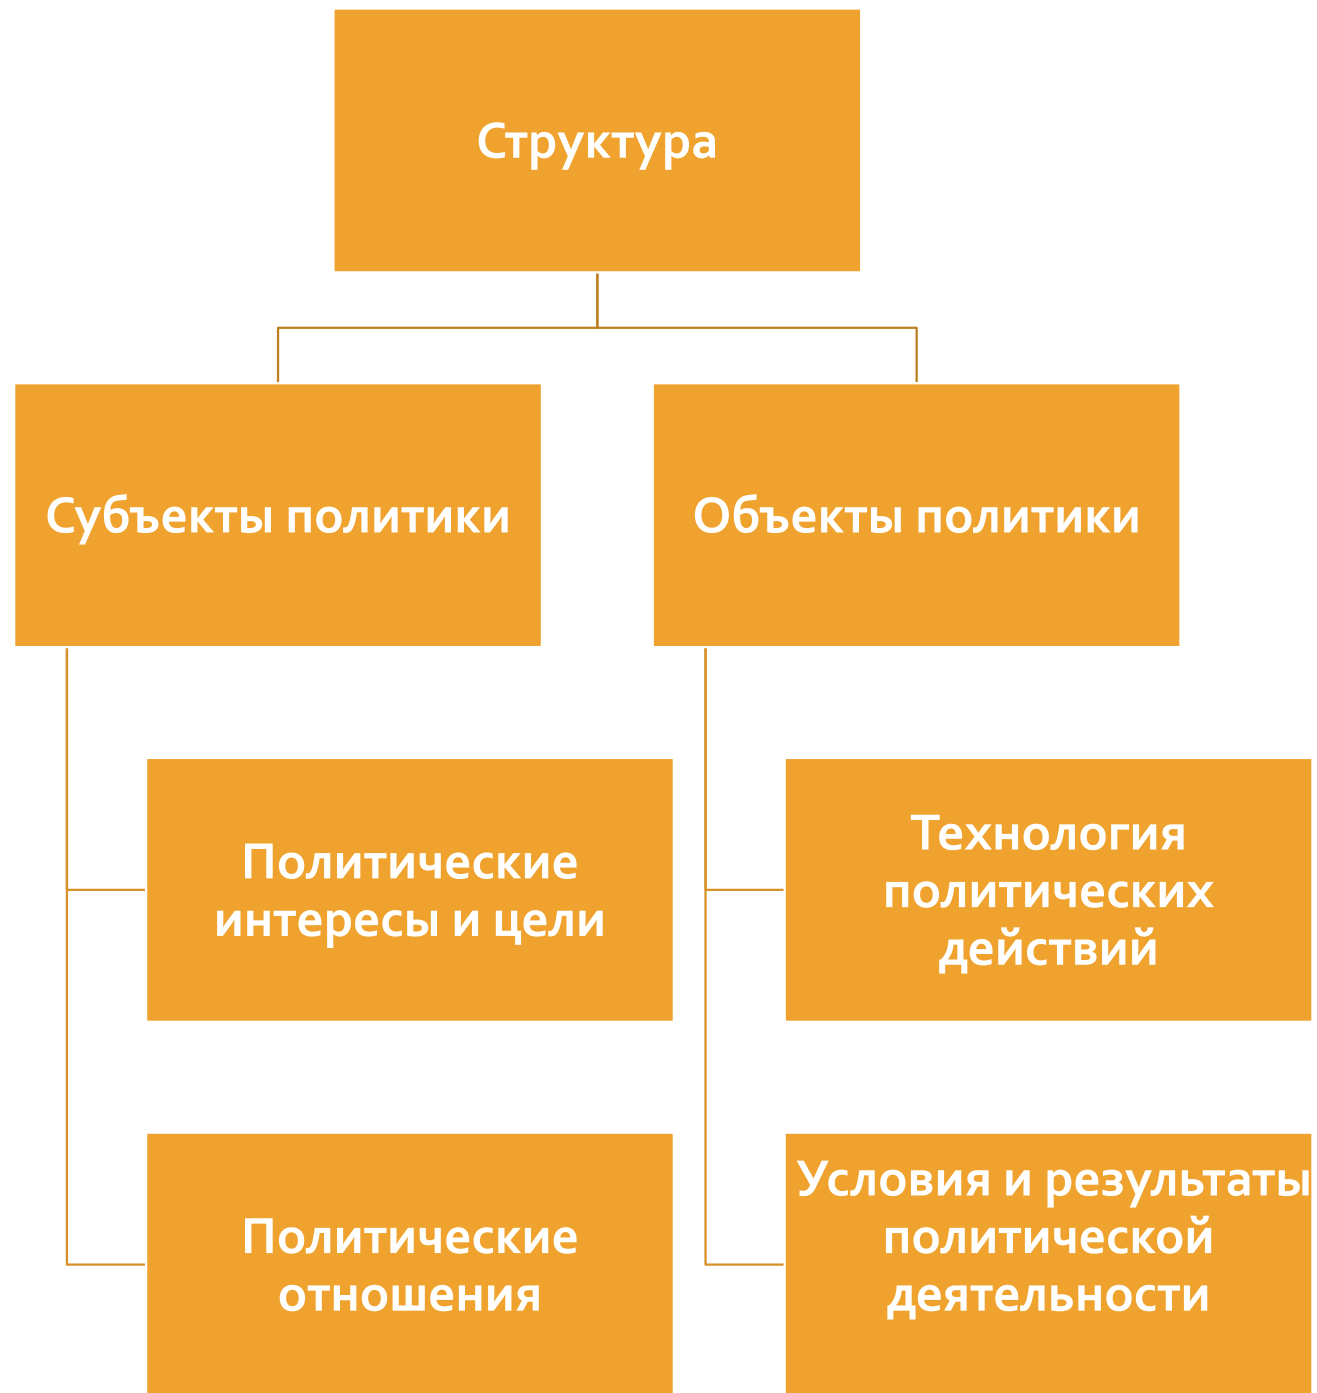 Структура
Субъекты политики
Объекты политики
Политические
интересы и цели
Технология
политических
действий
Политические
отношения
Условия и результаты
политической
деятельности